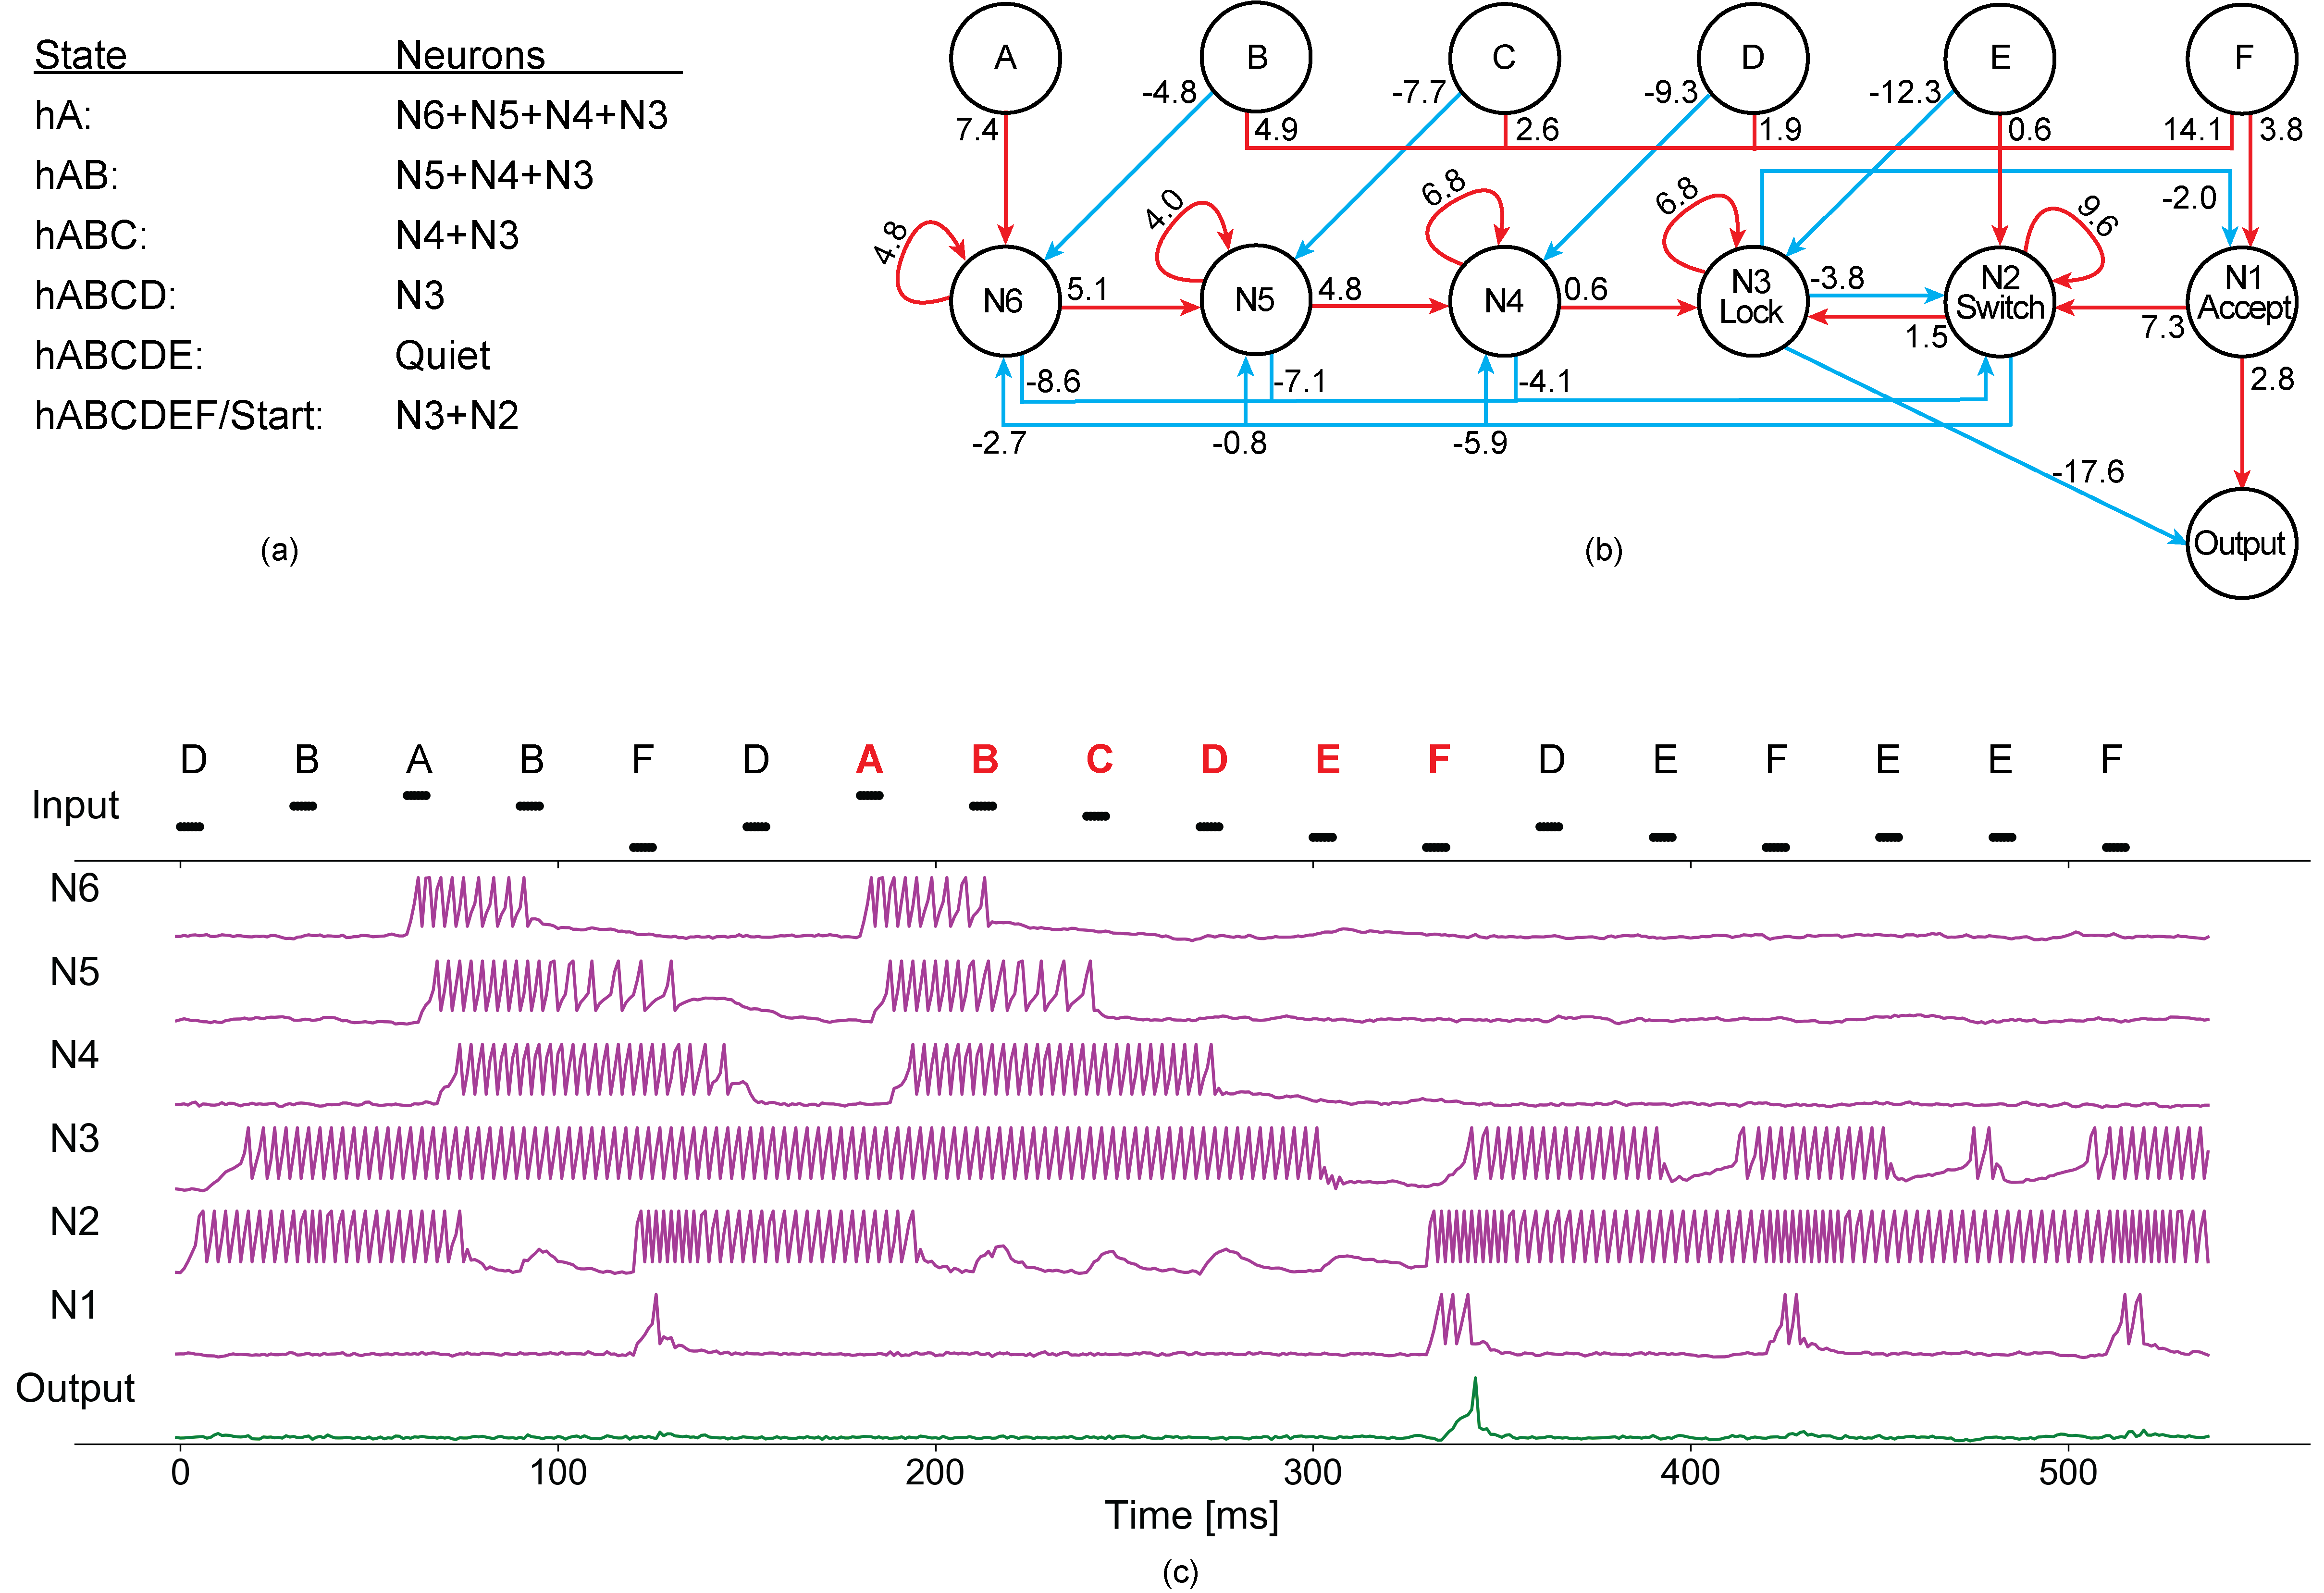 State Neurons
hA: N6+N5+N4+N3
hAB: N5+N4+N3
hABC: N4+N3
hABCD: N3
hABCDE: Quiet
hABCDEF/Start: N3+N2
(a)
A B C D E F
-4.8 -7.7 -9.3 -12.3
7.4 4.9 2.6 1.9 0.6 14.1 3.8
4.8 4.0 6.8 6.8 9.6 -2.0
N6 5.1 N5 4.8 N4 0.6 N3 Lock -3.8 1.5 N2 Switch 7.3 N1 Accept
-8.6 -7.1 -4.1 2.8
-2.7 -0.8 -5.9
-17.6
Output
(b)
D B A B F D A B C D E F D E F E E F
Input
N6
N5
N4
N3
N2
N1
Output
0 100 200 300 400 500
Time [ms]
(c)